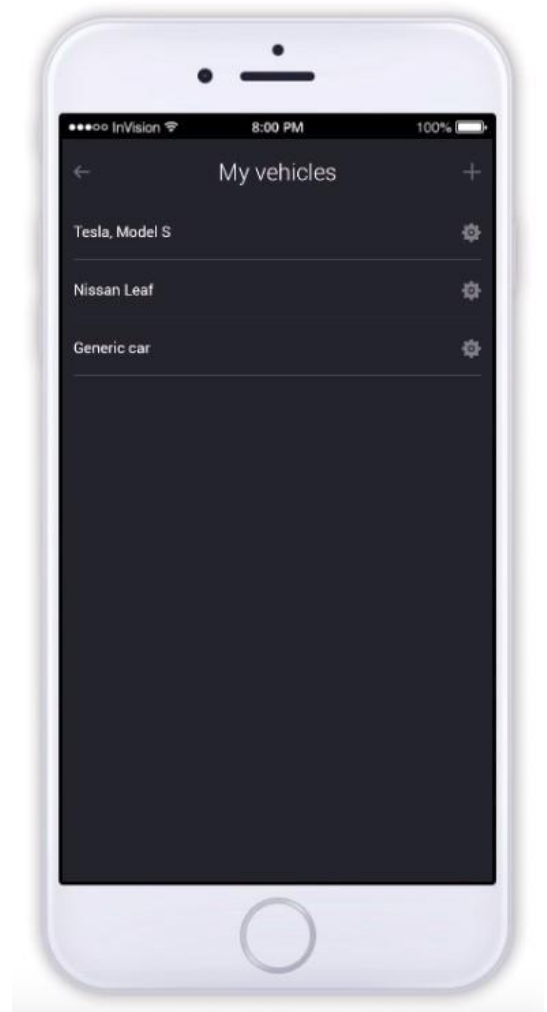 InVision 8:00 PM 100%
My vehicles
Tesla, Model S
Nissan Leaf
Generic car